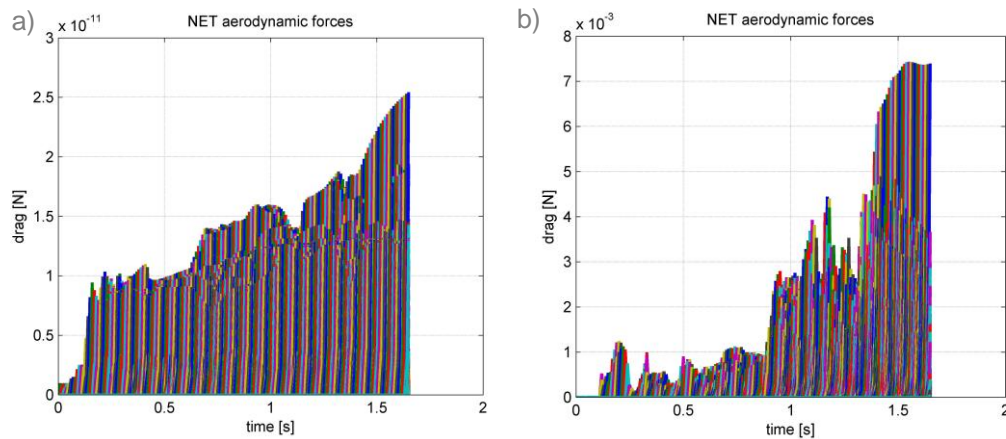 a)
x 10⁻¹¹
NET aerodynamic forces
3
2.5
2
1.5
1
0.5
0
drag [N]
0 0.5 1 1.5 2
time [s]
b)
x 10⁻³
NET aerodynamic forces
8
7
6
5
4
3
2
1
0
drag [N]
0 0.5 1 1.5 2
time [s]